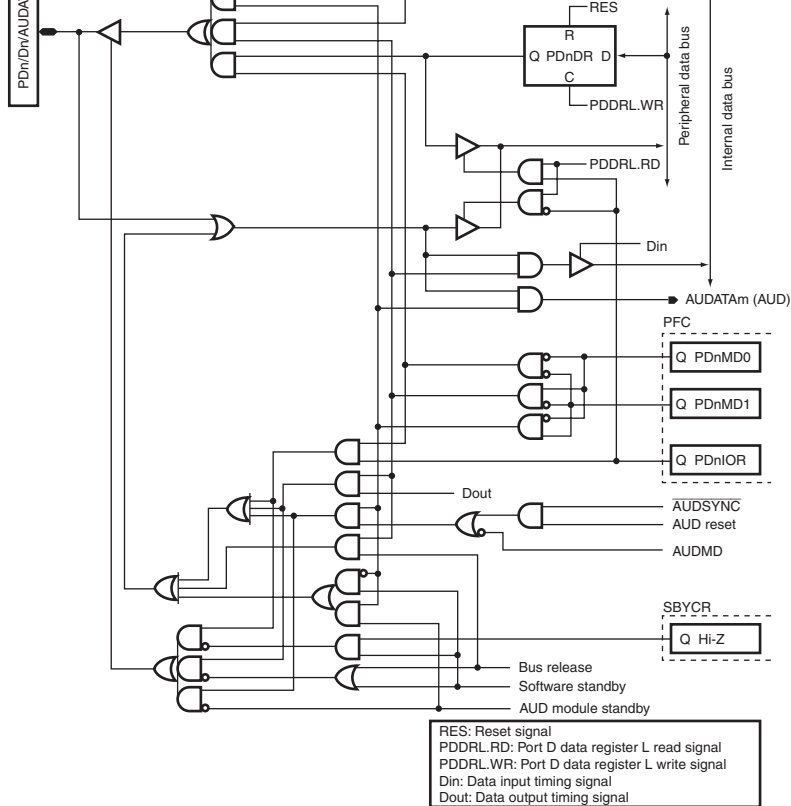 PDn/Dn/AUDA
RES
R
Q PDnDR D
C
PDDRL.WR
Peripheral data bus
Internal data bus
PDDRL.RD
Din
AUDATAm (AUD)
PFC
Q PDnMD0
Q PDnMD1
Q PDnIOR
Dout
AUDSYNC
AUD reset
AUDMD
SBYCR
Q Hi-Z
Bus release
Software standby
AUD module standby
RES: Reset signal
PDDRL.RD: Port D data register L read signal
PDDRL.WR: Port D data register L write signal
Din: Data input timing signal
Dout: Data output timing signal